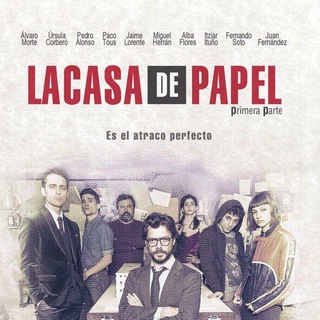 Álvaro Morte Úrsula Corberó Pedro Alonso Paco Tous Jaime Lorente Miguel Herrán Alba Flores Itziar Ituño Fernando Soto Juan Fernández
LACASA DE PAPEL
primera parte
Es el atraco perfecto